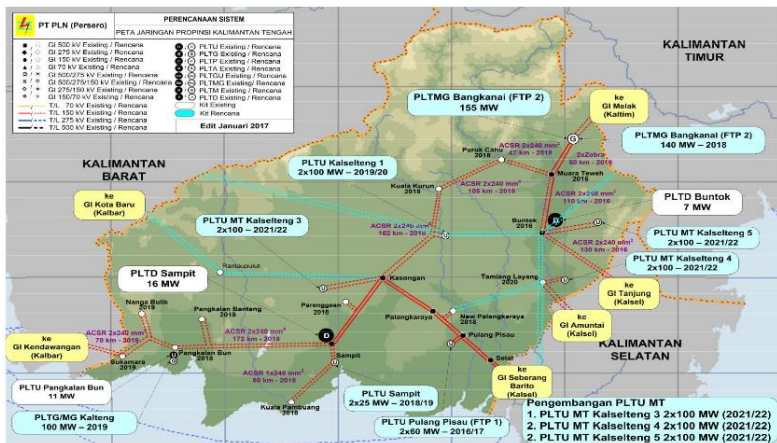 PT PLN (Persero)
PERENCANAAN SISTEM
PETA JARINGAN PROPINSI KALIMANTAN TENGAH
GI 500 kV Existing / Rencana
GI 275 kV Existing / Rencana
GI 150 kV Existing / Rencana
GI 70 kV Existing / Rencana
GI 500/275 kV Existing / Rencana
GI 500/275/150 kV Existing / Rencana
GI 275/150 kV Existing / Rencana
GI 150/70 kV Existing / Rencana
T/L 70 kV Existing / Rencana
T/L 150 kV Existing / Rencana
T/L 275 kV Existing / Rencana
T/L 500 kV Existing / Rencana
PLTU Existing / Rencana
PLTG Existing / Rencana
PLTP Existing / Rencana
PLTA Existing / Rencana
PLTGU Existing / Rencana
PLTMG Existing / Rencana
PLTM Existing / Rencana
PLTD Existing / Rencana
Kit Existing
Kit Rencana
Edit Januari 2017
KALIMANTAN
TIMUR
PLTMG Bangkanai (FTP 2)
155 MW
ke
GI Melak
(Kaltim)
PLTMG Bangkanai (FTP 2)
140 MW – 2018
G
Puruk Cahu
2018
ACSR 2x240 mm²
47 km - 2018
2xZebra
50 km - 2016
Muara Teweh
2016
PLTU Kalselteng 1
2x100 MW – 2019/20
KALIMANTAN
BARAT
Kuala Kurun
2018
ACSR 2x240 mm²
ACSR 2x240
110 km - 2016
PLTD Buntok
7 MW
ke
GI Kota Baru
(Kalbar)
PLTU MT Kalselteng 3
2x100 – 2021/22
ACSR 2x240 mm²
Buntok
2016
U
PLTU MT Kalselteng 5
2x100 – 2021/22
ACSR 2x240 mm²
130 km - 2016
PLTU MT Kalselteng 4
2x100 – 2021/22
PLTD Sampit
16 MW
Rantaupulut
Kasongan
Tamiang Layang
2020
U
ke
GI Tanjung
(Kalsel)
Nanga Bulik
2019
Pangkalan Banteng
2019
Parenggean
2016
Palangkaraya
New Palangkaraya
2018
ke
GI Amuntai
(Kalsel)
ACSR 2x240 mm²
70 km - 2019
ACSR 2x240 mm²
172 km - 2018
D
Pulang Pisau
ke
GI Kendawangan
(Kalbar)
Sukamara
2019
Pangkalan Bun
2018
Sampit
Selat
KALIMANTAN
SELATAN
ACSR 1x240 mm²
80 km - 2018
ke
GI Seberang
Barito
(Kalsel)
PLTU Pangkalan Bun
11 MW
PLTG/MG Kalteng
100 MW – 2019
Kuala Pambuang
2018
PLTU Sampit
2x25 MW – 2018/19
PLTU Pulang Pisau (FTP 1)
2x60 MW – 2016/17
Pengembangan PLTU MT
1. PLTU MT Kalselteng 3 2x100 MW (2021/22)
2. PLTU MT Kalselteng 4 2x100 MW (2021/22)
2. PLTU MT Kalselteng 5 2x100 MW (2021/22)